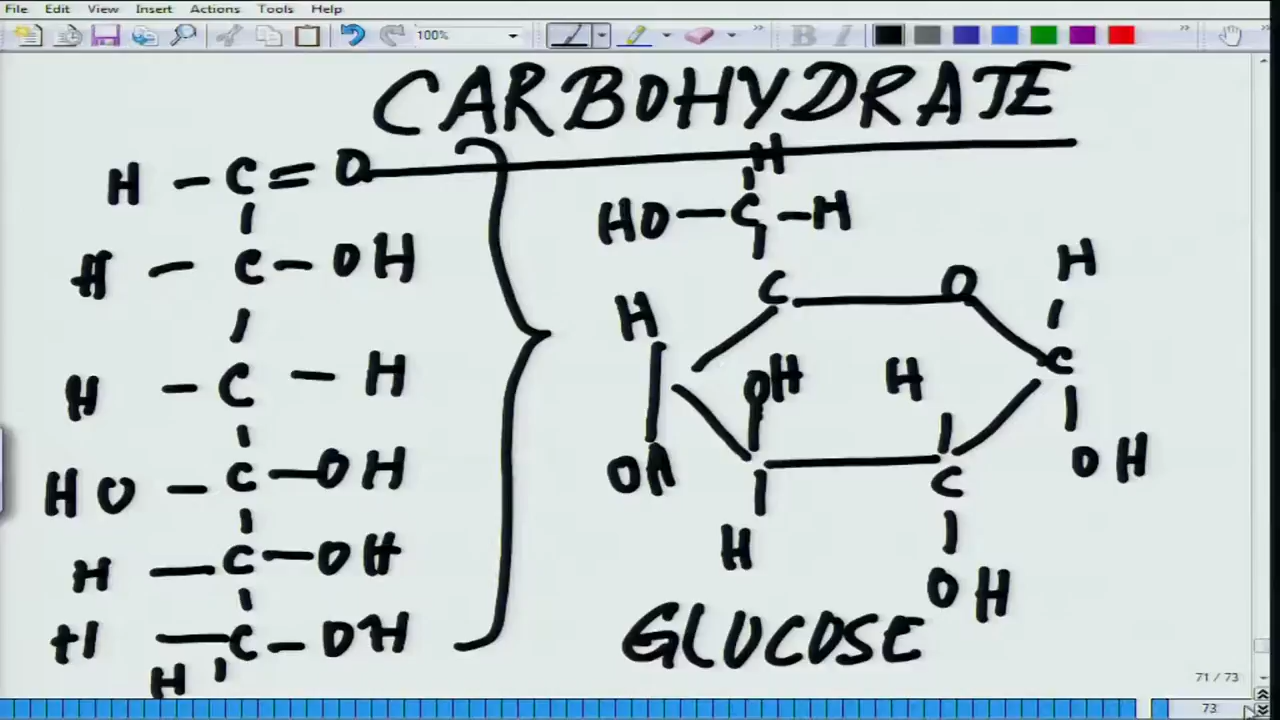 File Edit View Insert Actions Tools Help
100%
B I
CARBOHYDRATE
H - C = O
H - C - OH
H - C - H
HO - C - OH
H - C - OH
H - C - OH
H
H
HO - C - H
C O H
H C
OH H
OH C OH
H
OH
GLUCOSE
71 / 73
73